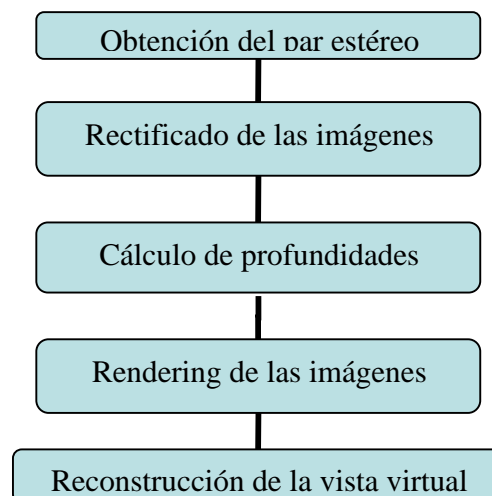 Obtención del par estéreo
Rectificado de las imágenes
Cálculo de profundidades
Rendering de las imágenes
Reconstrucción de la vista virtual